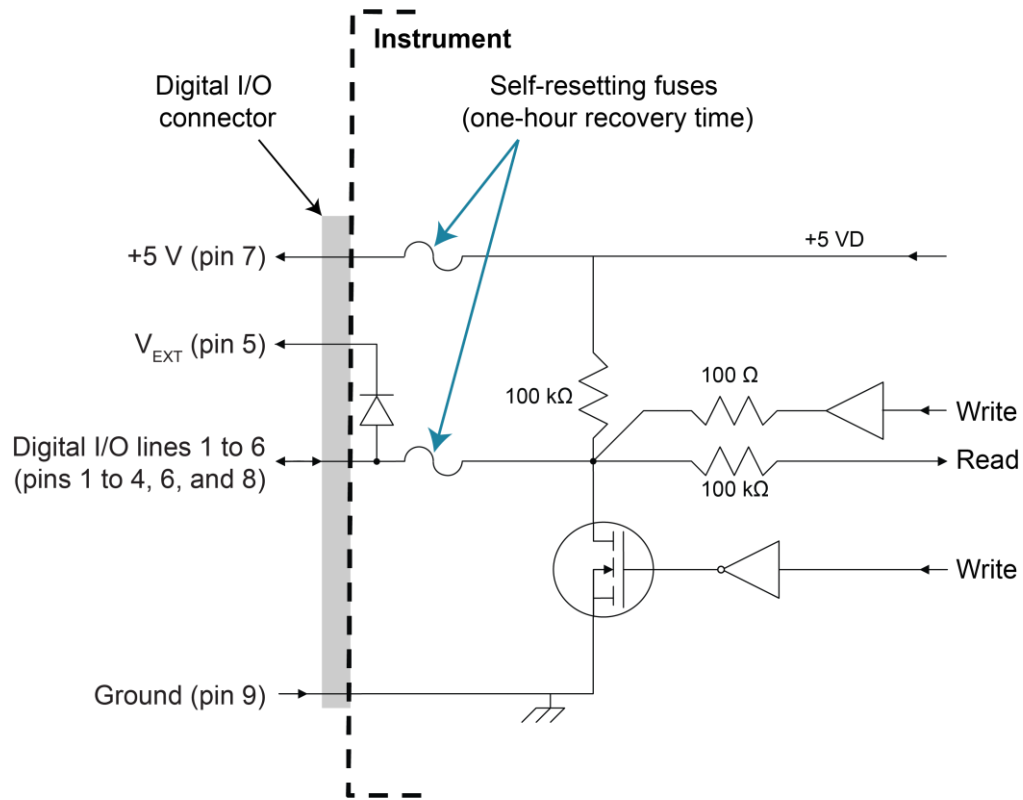 Instrument
Digital I/O
connector
Self-resetting fuses
(one-hour recovery time)
+5 V (pin 7)
+5 VD
VEXT (pin 5)
100 kΩ
100 Ω
Write
Digital I/O lines 1 to 6
(pins 1 to 4, 6, and 8)
Read
100 kΩ
Write
Ground (pin 9)